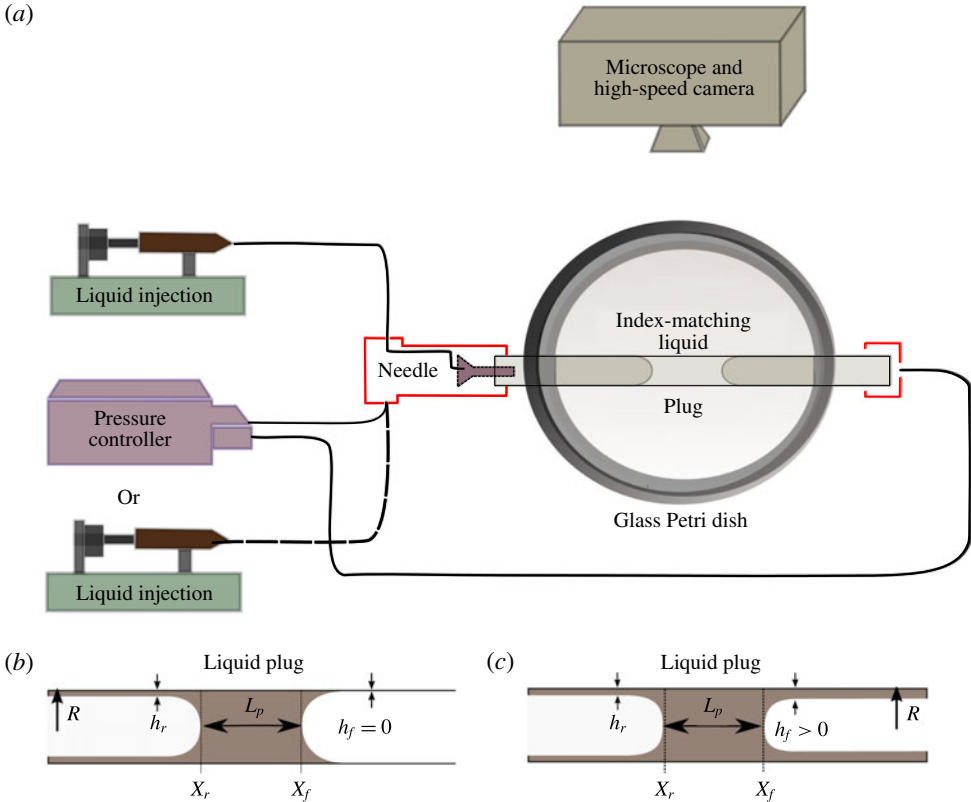 (a)
Microscope and
high-speed camera
Liquid injection
Index-matching
liquid
Needle
Plug
Pressure
controller
Or
Glass Petri dish
Liquid injection
(b)
Liquid plug
R
h_r
L_p
h_f = 0
X_r
X_f
(c)
Liquid plug
h_r
L_p
h_f > 0
R
X_r
X_f